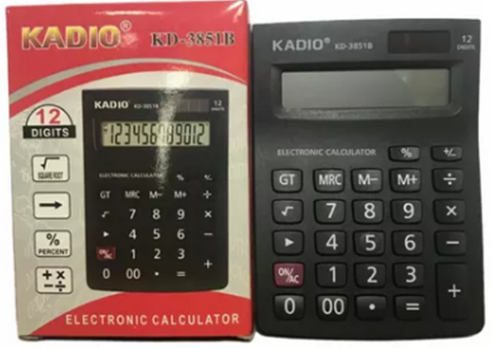 KADIO®
KD-3851B
12
DIGITS
√
SQUARE ROOT
→
%
PERCENT
+ ×
− ÷
KADIO KD-3851B
12
DIGITS
123456789012
ELECTRONIC CALCULATOR % +/-
GT MRC M− M+ ÷
√ 7 8 9 ×
▶ 4 5 6 −
ON/AC 1 2 3 +
0 00 • =
ELECTRONIC CALCULATOR
KADIO® KD-3851B
12
DIGITS
ELECTRONIC CALCULATOR % +/-
GT MRC M− M+ ÷
√ 7 8 9 ×
▶ 4 5 6 −
ON/AC 1 2 3 +
0 00 • =